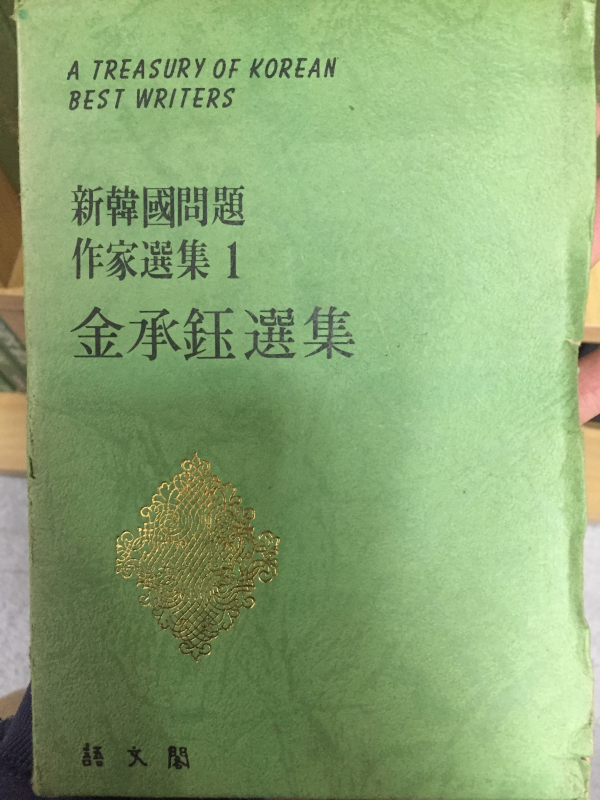 A TREASURY OF KOREAN
BEST WRITERS
新韓國問題
作家選集 1
金承鈺選集
語文閣